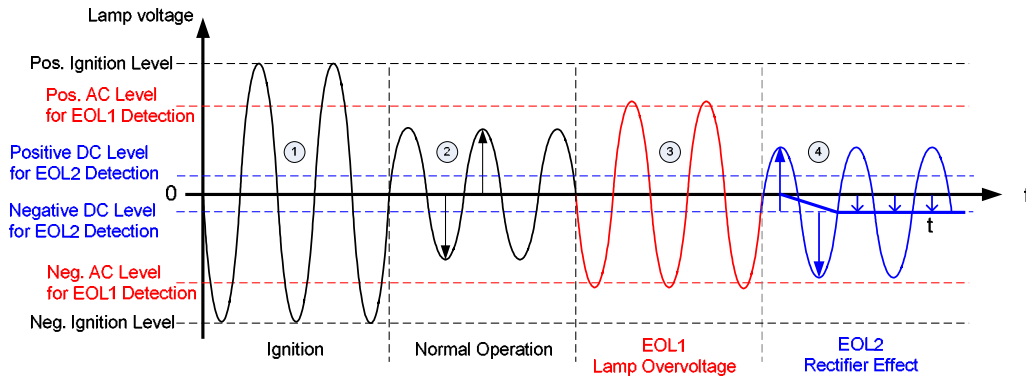 Lamp voltage
Pos. Ignition Level
Pos. AC Level
for EOL1 Detection
Positive DC Level
for EOL2 Detection
0
Negative DC Level
for EOL2 Detection
Neg. AC Level
for EOL1 Detection
Neg. Ignition Level
1
2
3
4
t
t
Ignition
Normal Operation
EOL1
Lamp Overvoltage
EOL2
Rectifier Effect